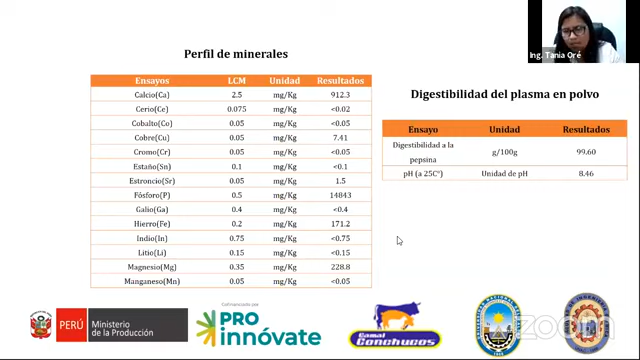 Ing. Tania Oré
Perfil de minerales
Ensayos LCM Unidad Resultados
Calcio(Ca) 2.5 mg/Kg 912.3
Cerio(Ce) 0.075 mg/Kg <0.02
Cobalto(Co) 0.05 mg/Kg <0.05
Cobre(Cu) 0.05 mg/Kg 7.41
Cromo(Cr) 0.05 mg/Kg <0.05
Estaño(Sn) 0.1 mg/Kg <0.1
Estroncio(Sr) 0.05 mg/Kg 1.5
Fósforo(P) 0.5 mg/Kg 14843
Galio(Ga) 0.4 mg/Kg <0.4
Hierro(Fe) 0.2 mg/Kg 171.2
Indio(In) 0.75 mg/Kg <0.75
Litio(Li) 0.15 mg/Kg <0.15
Magnesio(Mg) 0.35 mg/Kg 228.8
Manganeso(Mn) 0.05 mg/Kg <0.05
Digestibilidad del plasma en polvo
Ensayo Unidad Resultados
Digestibilidad a la
pepsina g/100g 99.60
pH (a 25C°) Unidad de pH 8.46
PERÚ
Ministerio
de la Producción
Cofinanciado por:
PRO
innóvate
Camal
Conchucos
zoom